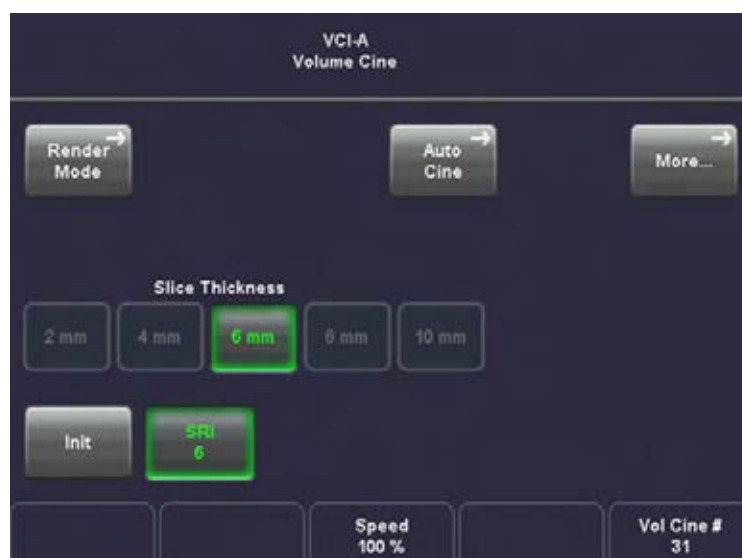 VCI-A
Volume Cine
Render
Mode
Auto
Cine
More...
Slice Thickness
2 mm 4 mm 6 mm 6 mm 10 mm
Init
SRI
6
Speed
100 %
Vol Cine #
31